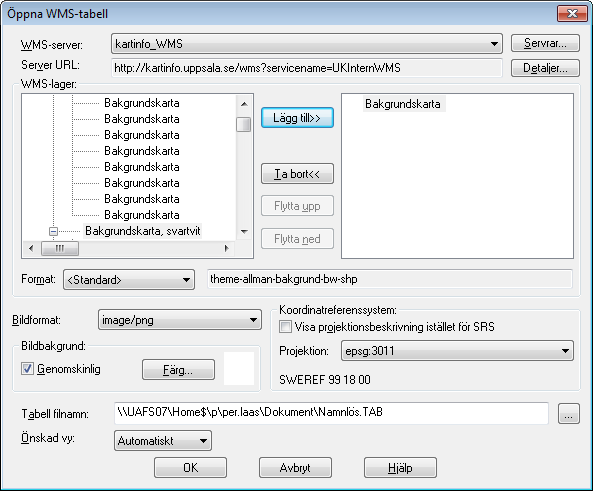 Öppna WMS-tabell
WMS-server: kartinfo_WMS Servrar...
Server URL: http://kartinfo.uppsala.se/wms?servicename=UKInternWMS Detaljer...
WMS-lager:
Bakgrundskarta
Bakgrundskarta
Bakgrundskarta
Bakgrundskarta
Bakgrundskarta
Bakgrundskarta
Bakgrundskarta
Bakgrundskarta
Bakgrundskarta, svartvit
Lägg till>>
Ta bort<<
Flytta upp
Flytta ned
Bakgrundskarta
Format: <Standard> theme-allman-bakgrund-bw-shp
Bildformat: image/png
Bildbakgrund:
Genomskinlig Färg...
Koordinatreferenssystem:
Visa projektionsbeskrivning istället för SRS
Projektion: epsg:3011
SWEREF 99 18 00
Tabell filnamn: \\UAFS07\Home$\p\per.laas\Dokument\Namnlös.TAB ...
Önskad vy: Automatiskt
OK Avbryt Hjälp